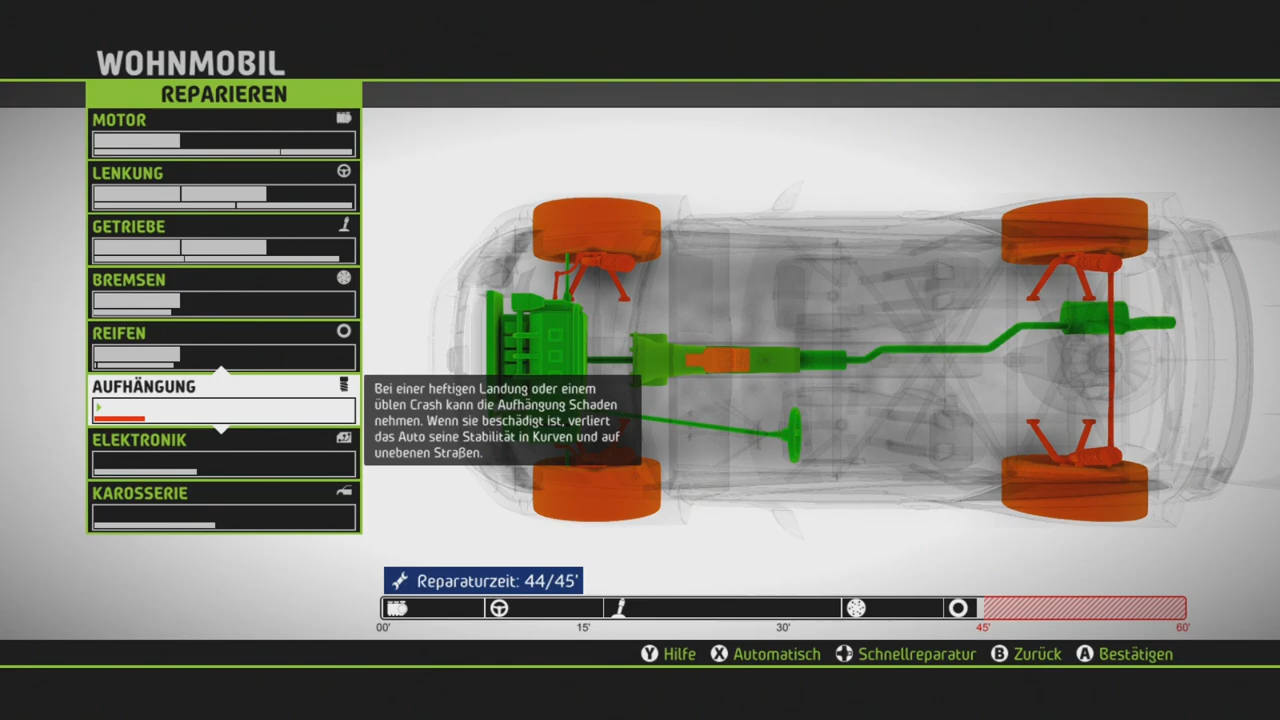 WOHNMOBIL
REPARIEREN
MOTOR
LENKUNG
GETRIEBE
BREMSEN
REIFEN
AUFHÄNGUNG
ELEKTRONIK
KAROSSERIE
Bei einer heftigen Landung oder einem
üblen Crash kann die Aufhängung Schaden
nehmen. Wenn sie beschädigt ist, verliert
das Auto seine Stabilität in Kurven und auf
unebenen Straßen.
Reparaturzeit: 44/45'
00' 15' 30' 45' 60'
Y Hilfe X Automatisch Schnellreparatur B Zurück A Bestätigen